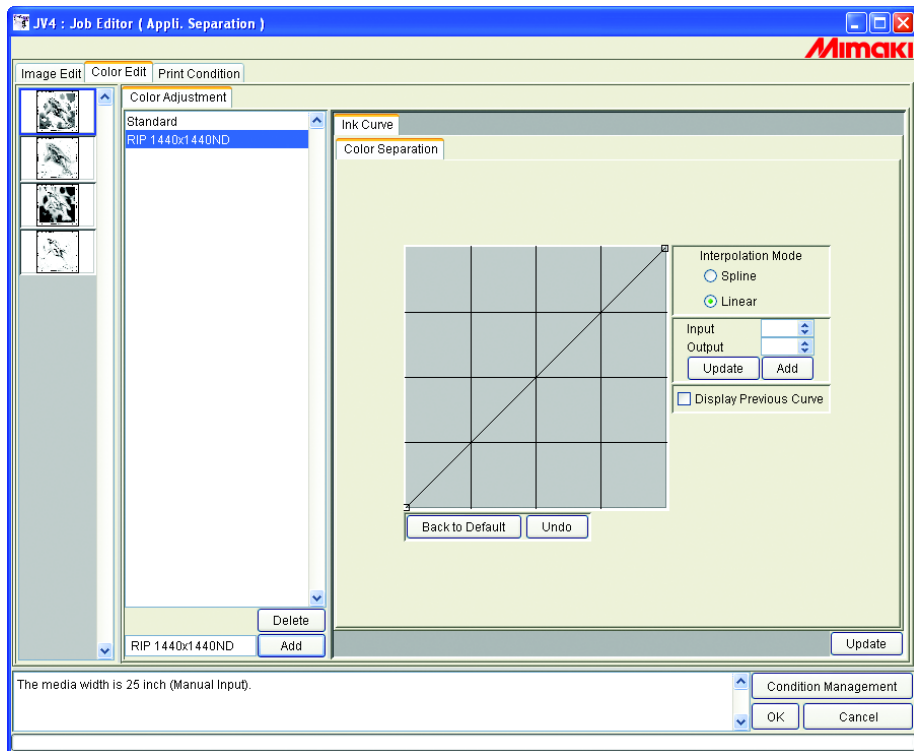 JV4 : Job Editor ( Appli. Separation )
Mimaki
Image Edit Color Edit Print Condition
Color Adjustment
Standard
RIP 1440x1440ND
Delete
RIP 1440x1440ND Add
Ink Curve
Color Separation
Interpolation Mode
Spline
Linear
Input
Output
Update Add
Display Previous Curve
Back to Default Undo
Update
The media width is 25 inch (Manual Input).
Condition Management
OK Cancel